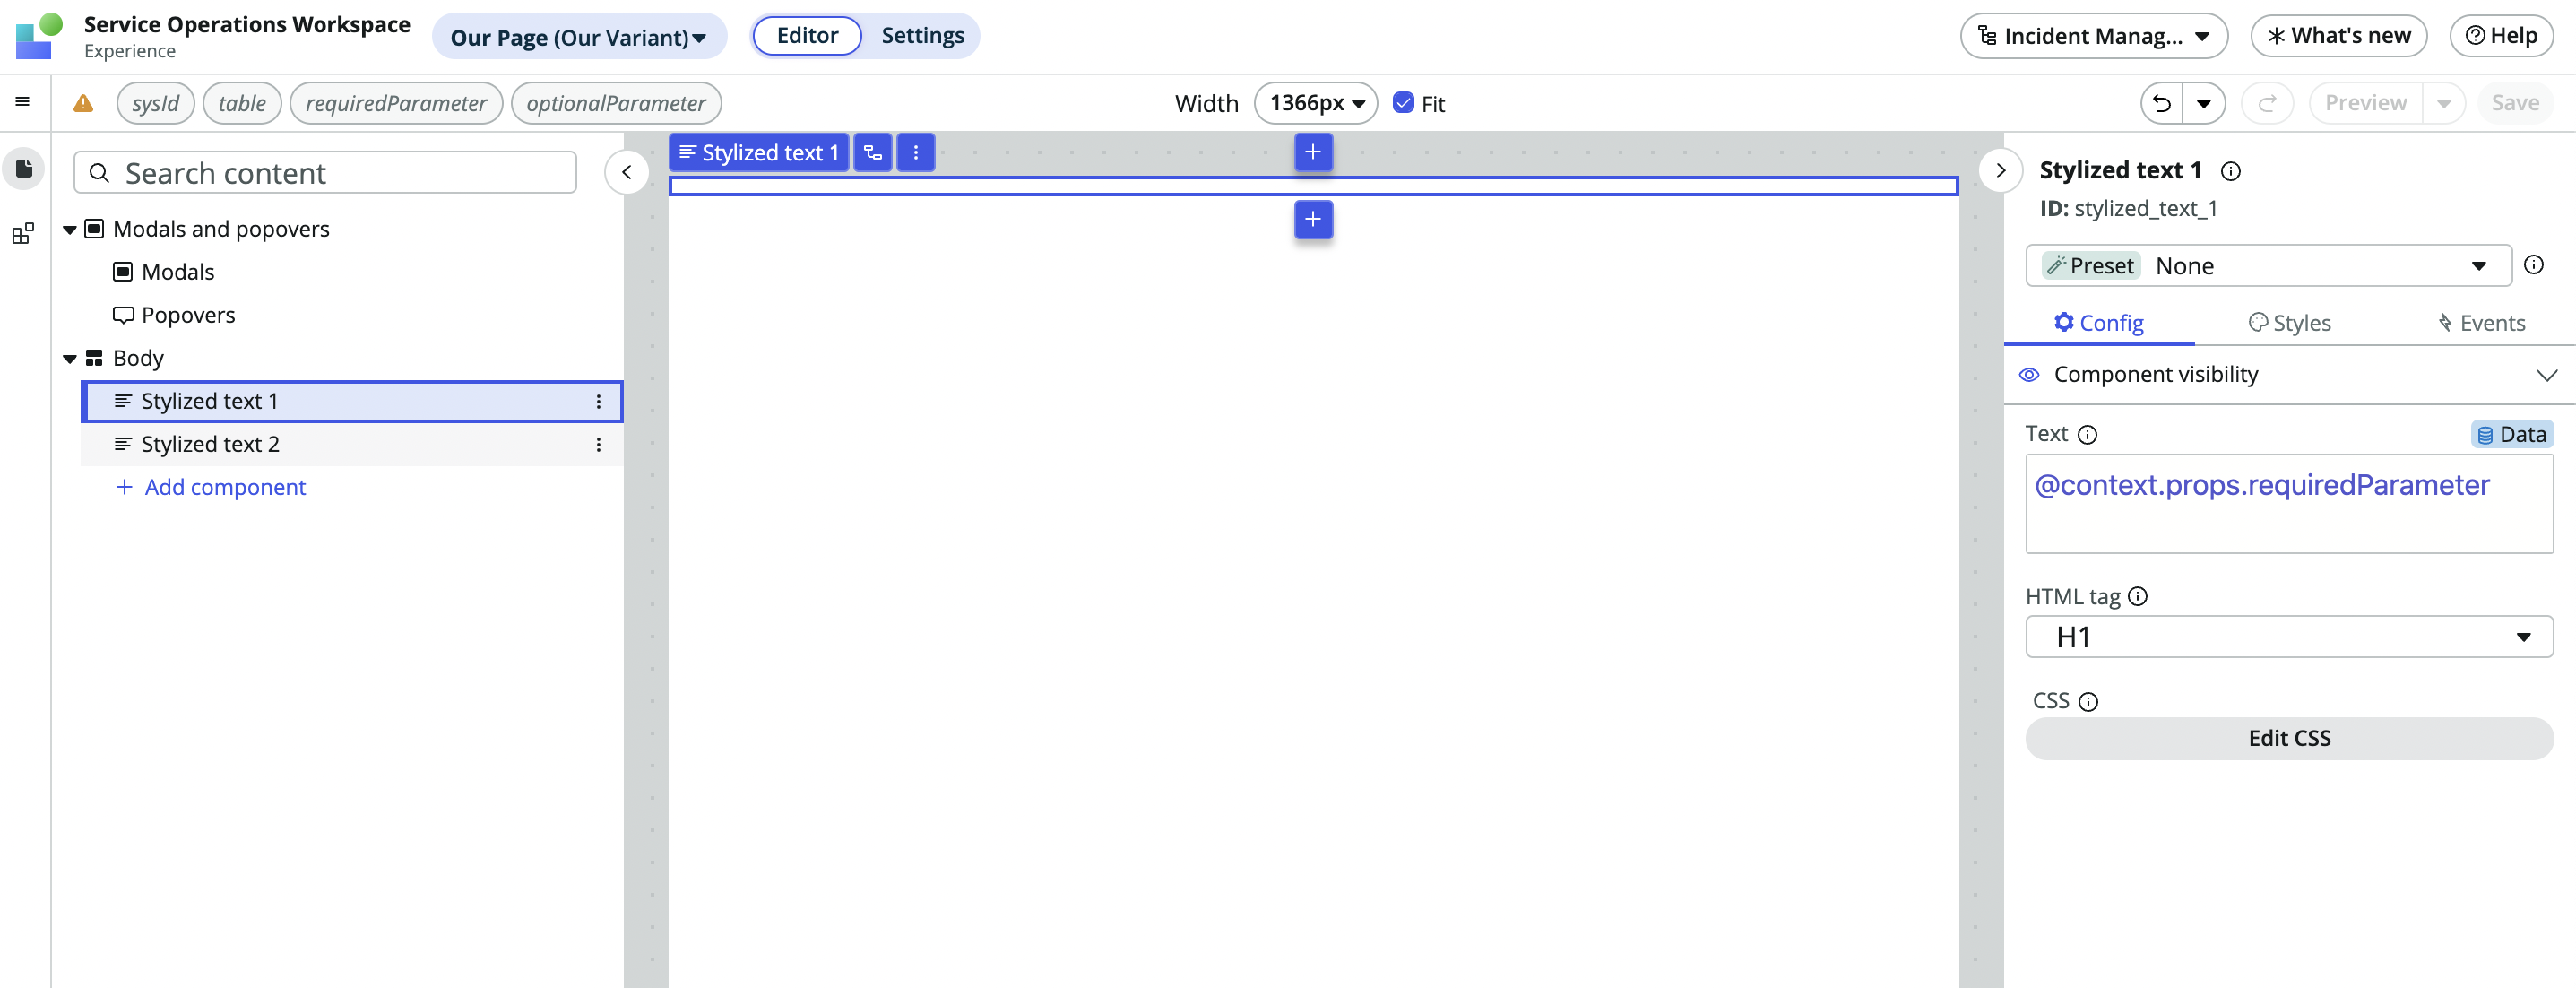 Service Operations Workspace
Experience
Our Page (Our Variant)
Editor
Settings
Incident Manag...
What's new
Help
sysId
table
requiredParameter
optionalParameter
Width
1366px
Fit
Preview
Save
Search content
Modals and popovers
Modals
Popovers
Body
Stylized text 1
Stylized text 2
+ Add component
Stylized text 1
Stylized text 1
ID: stylized_text_1
Preset None
Config
Styles
Events
Component visibility
Text
Data
@context.props.requiredParameter
HTML tag
H1
CSS
Edit CSS